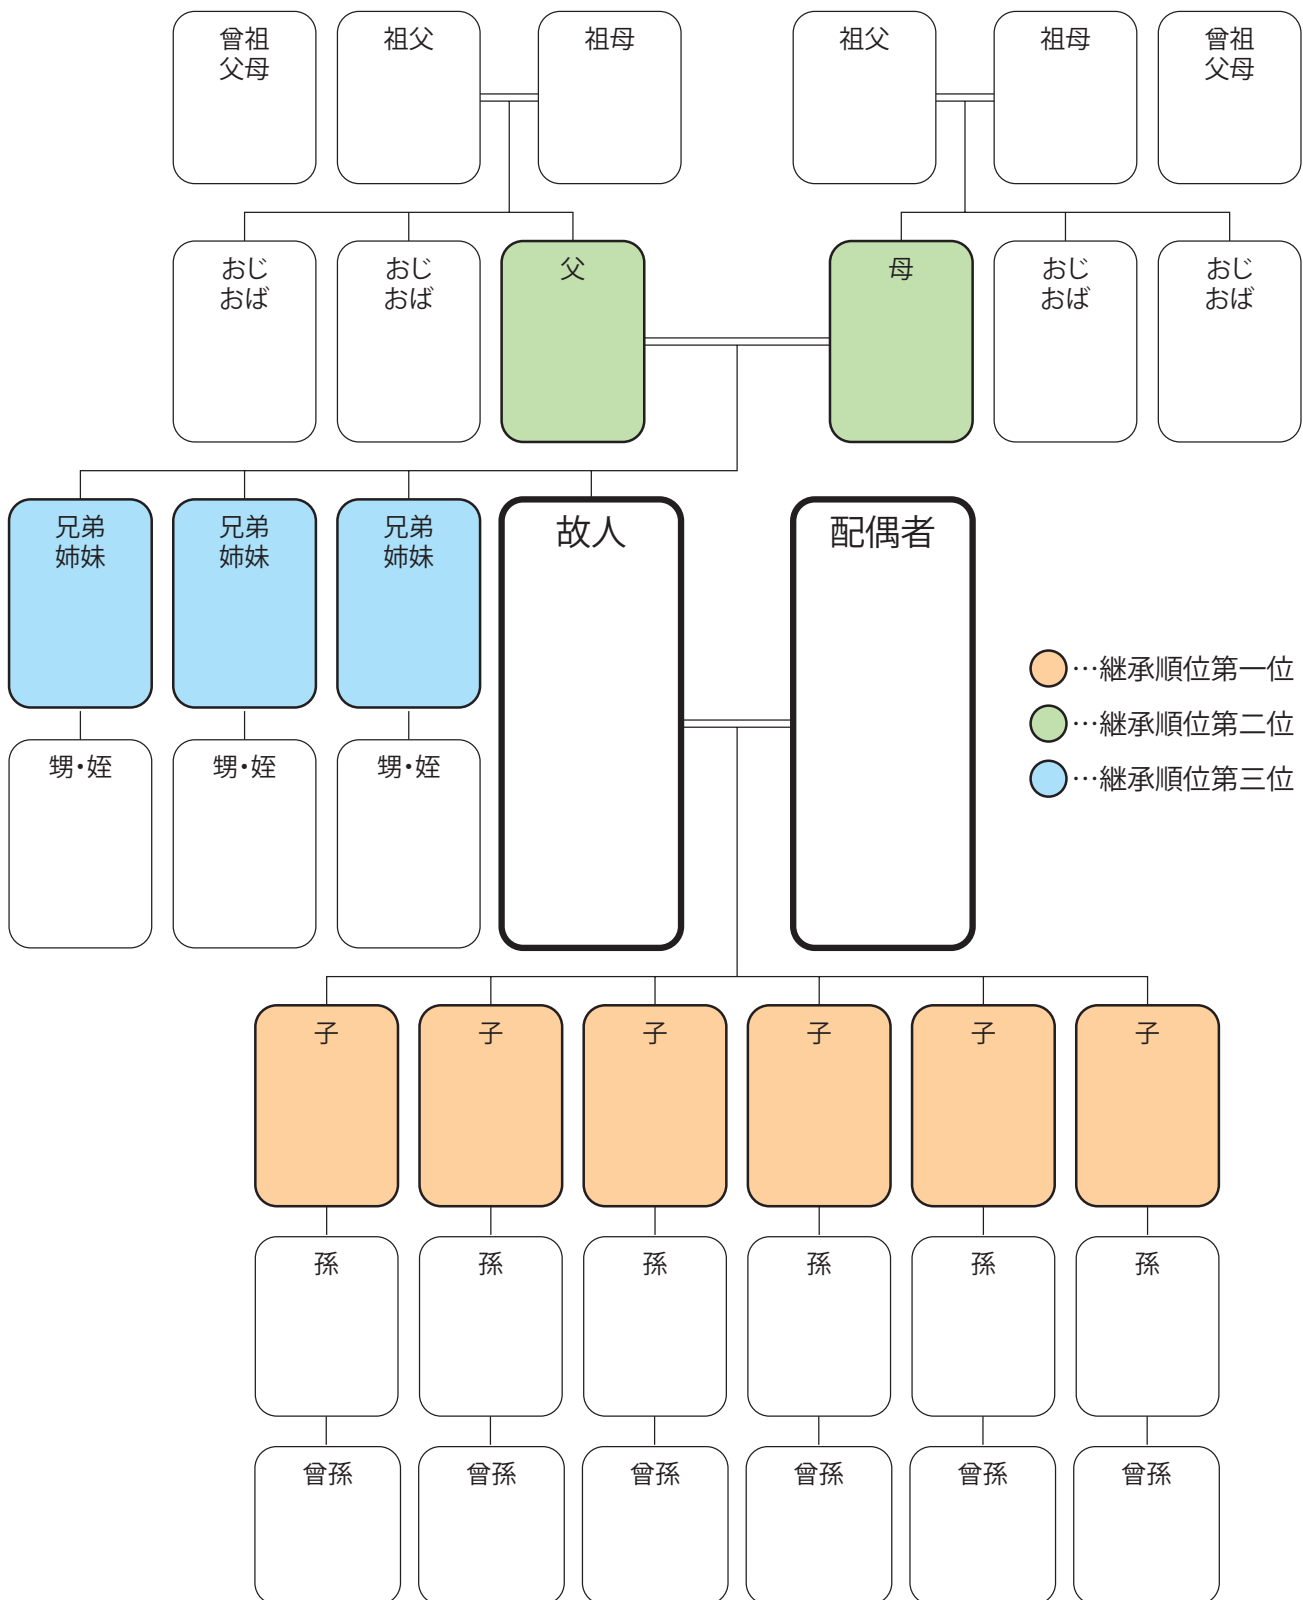 曾祖
父母
祖父
祖母
祖父
祖母
曾祖
父母
おじ
おば
おじ
おば
父
母
おじ
おば
おじ
おば
兄弟
姉妹
兄弟
姉妹
兄弟
姉妹
故人
配偶者
…継承順位第一位
…継承順位第二位
…継承順位第三位
甥・姪
甥・姪
甥・姪
子
子
子
子
子
子
孫
孫
孫
孫
孫
孫
曾孫
曾孫
曾孫
曾孫
曾孫
曾孫